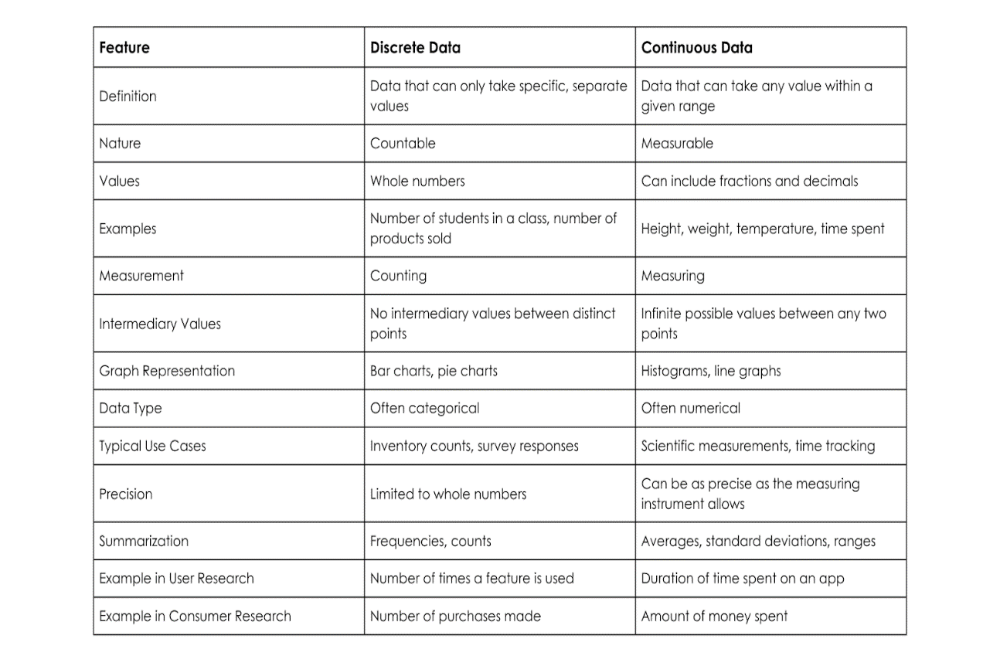 Feature Discrete Data Continuous Data
Definition Data that can only take specific, separate values Data that can take any value within a given range
Nature Countable Measurable
Values Whole numbers Can include fractions and decimals
Examples Number of students in a class, number of products sold Height, weight, temperature, time spent
Measurement Counting Measuring
Intermediary Values No intermediary values between distinct points Infinite possible values between any two points
Graph Representation Bar charts, pie charts Histograms, line graphs
Data Type Often categorical Often numerical
Typical Use Cases Inventory counts, survey responses Scientific measurements, time tracking
Precision Limited to whole numbers Can be as precise as the measuring instrument allows
Summarization Frequencies, counts Averages, standard deviations, ranges
Example in User Research Number of times a feature is used Duration of time spent on an app
Example in Consumer Research Number of purchases made Amount of money spent